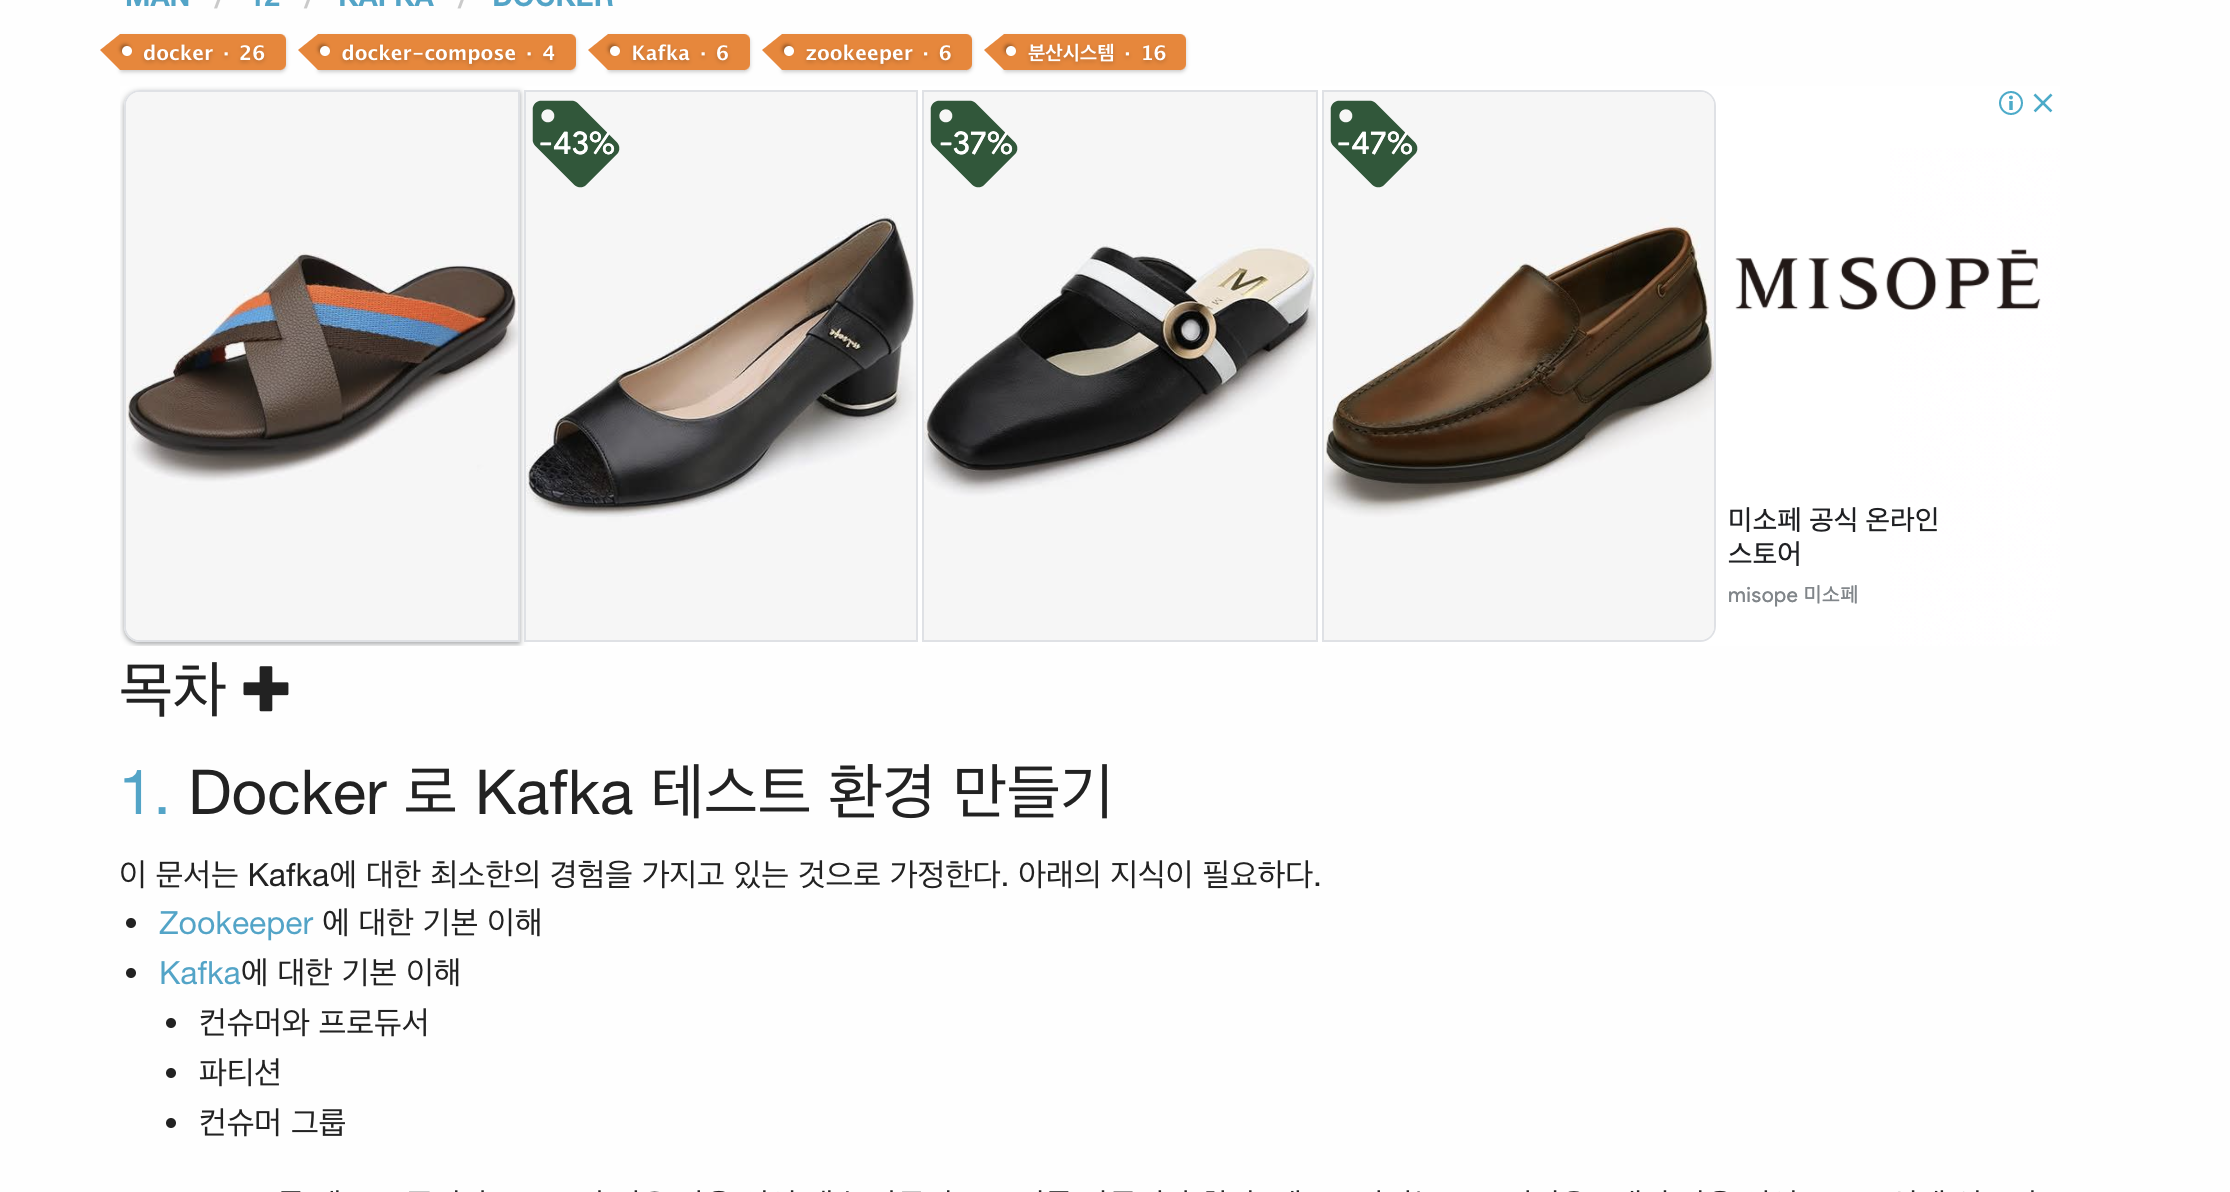 MAN / 12 / KAFKA / DOCKER
docker · 26 docker-compose · 4 Kafka · 6 zookeeper · 6 분산시스템 · 16
-43% -37% -47%
MISOPĒ
미소페 공식 온라인
스토어
misope 미소페
목차
1. Docker 로 Kafka 테스트 환경 만들기
이 문서는 Kafka에 대한 최소한의 경험을 가지고 있는 것으로 가정한다. 아래의 지식이 필요하다.
Zookeeper 에 대한 기본 이해
Kafka에 대한 기본 이해
컨슈머와 프로듀서
파티션
컨슈머 그룹